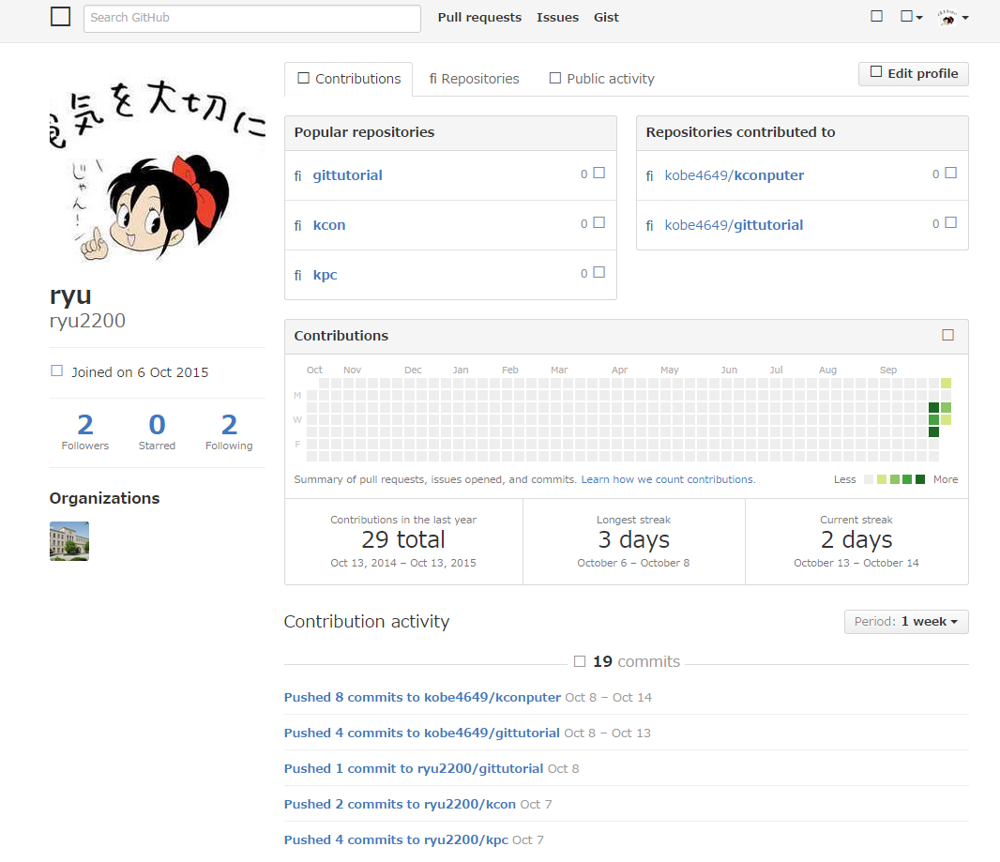 Search GitHub Pull requests Issues Gist
気を大切に
じゃん!
ryu
ryu2200
Joined on 6 Oct 2015
2 0 2
Followers Starred Following
Organizations
Contributions Repositories Public activity Edit profile
Popular repositories
gittutorial 0
kcon 0
kpc 0
Repositories contributed to
kobe4649/kconputer 0
kobe4649/gittutorial 0
Contributions
Oct Nov Dec Jan Feb Mar Apr May Jun Jul Aug Sep
M
W
F
Summary of pull requests, issues opened, and commits. Learn how we count contributions. Less More
Contributions in the last year
29 total
Oct 13, 2014 – Oct 13, 2015
Longest streak
3 days
October 6 – October 8
Current streak
2 days
October 13 – October 14
Contribution activity Period: 1 week
19 commits
Pushed 8 commits to kobe4649/kconputer Oct 8 – Oct 14
Pushed 4 commits to kobe4649/gittutorial Oct 8 – Oct 13
Pushed 1 commit to ryu2200/gittutorial Oct 8
Pushed 2 commits to ryu2200/kcon Oct 7
Pushed 4 commits to ryu2200/kpc Oct 7